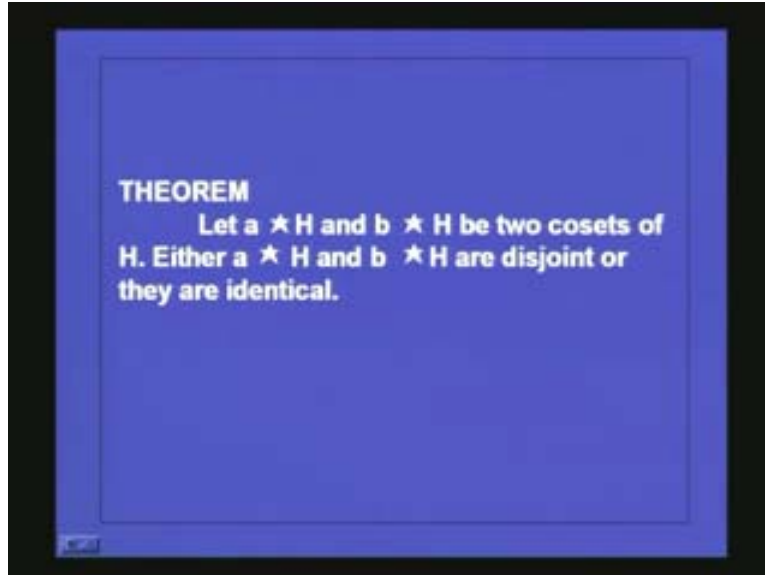 THEOREM
Let a ★ H and b ★ H be two cosets of
H. Either a ★ H and b ★ H are disjoint or
they are identical.